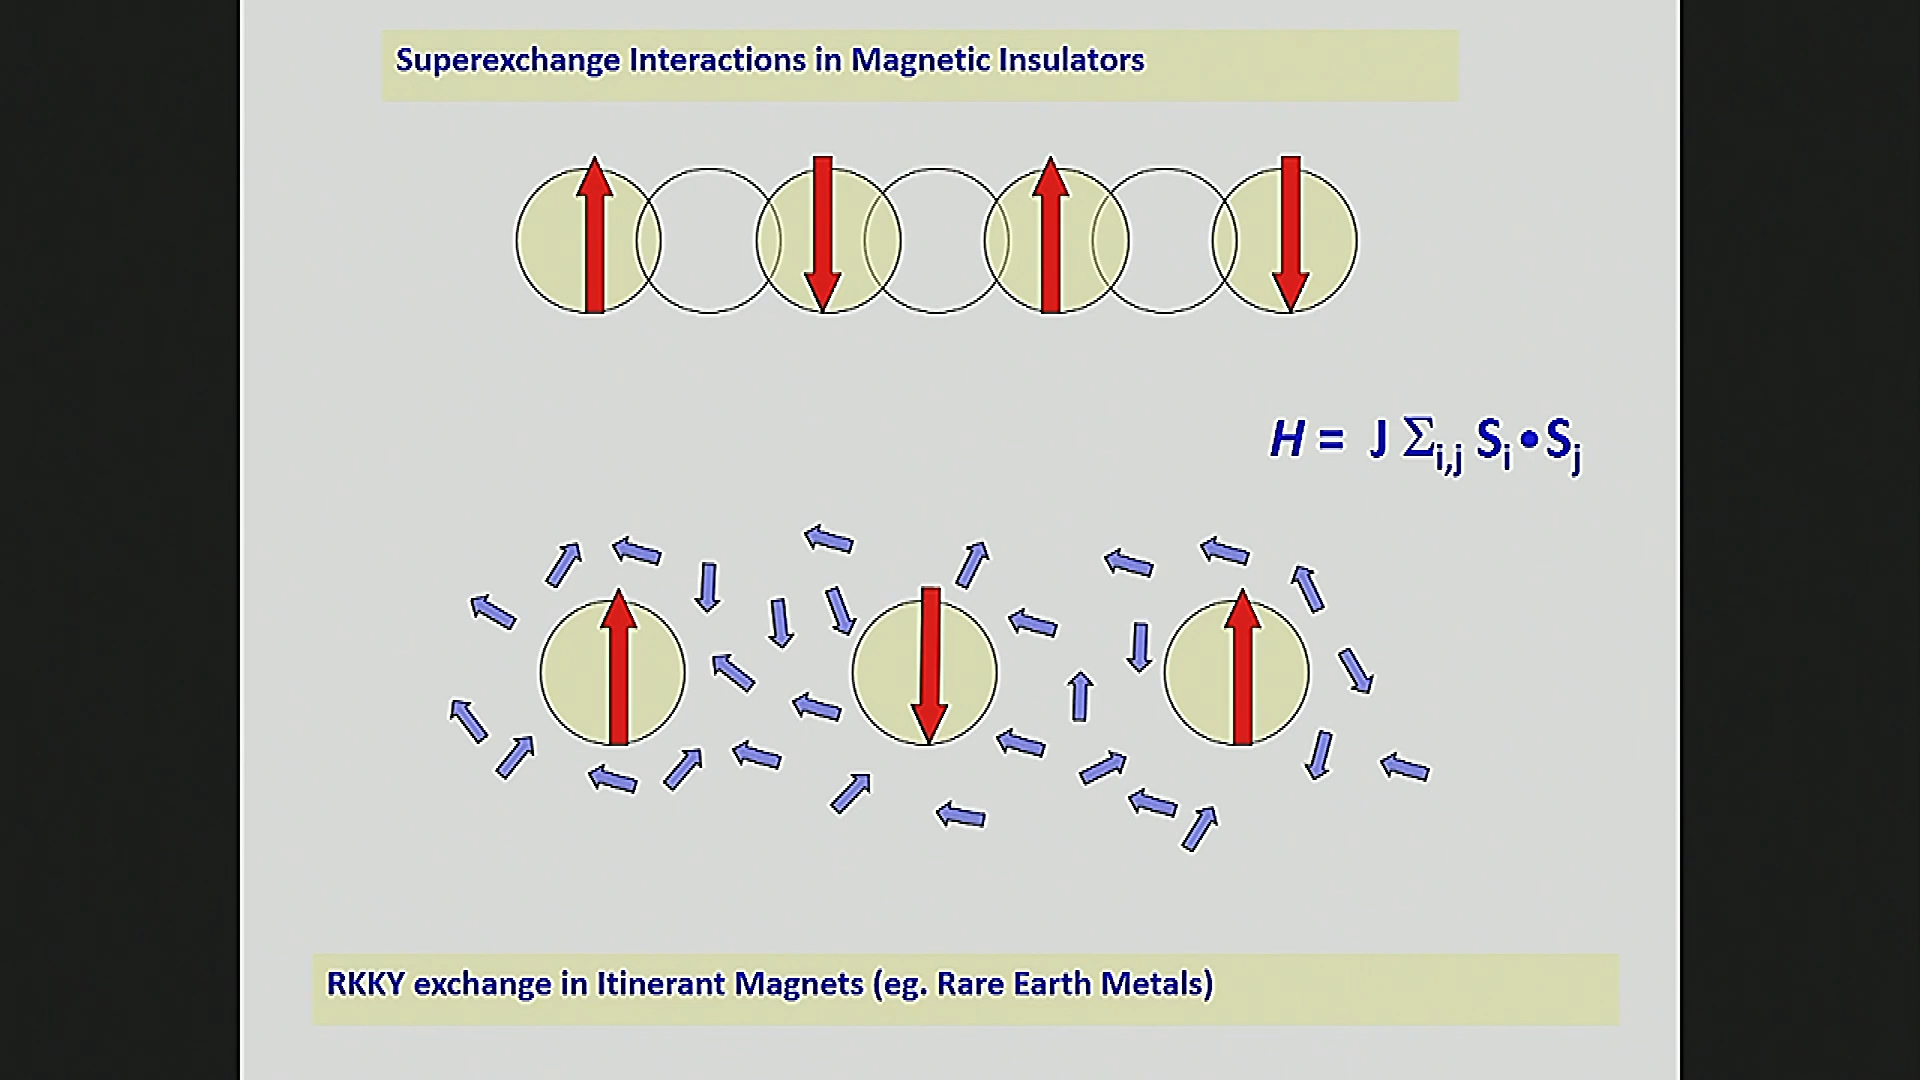 Superexchange Interactions in Magnetic Insulators
H = J Σi,j Si•Sj
RKKY exchange in Itinerant Magnets (eg. Rare Earth Metals)